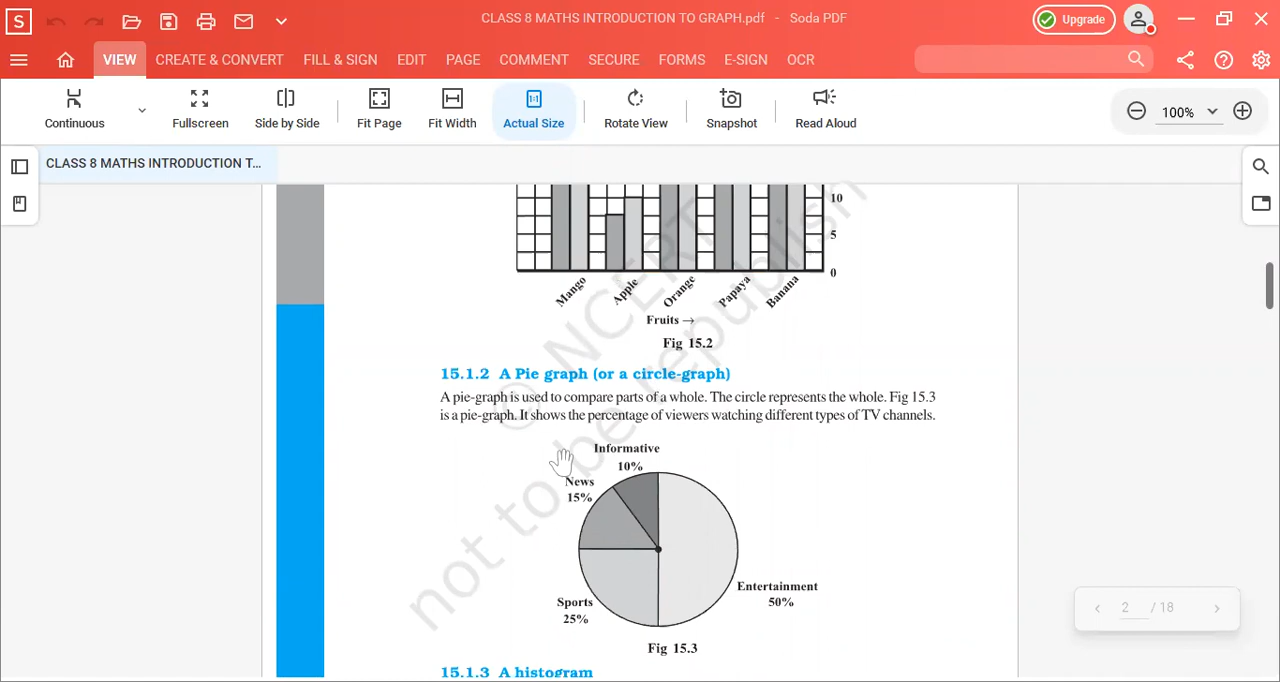 S
CLASS 8 MATHS INTRODUCTION TO GRAPH.pdf - Soda PDF
Upgrade
VIEW CREATE & CONVERT FILL & SIGN EDIT PAGE COMMENT SECURE FORMS E-SIGN OCR
Continuous Fullscreen Side by Side Fit Page Fit Width Actual Size Rotate View Snapshot Read Aloud 100%
CLASS 8 MATHS INTRODUCTION T...
10
5
0
Mango Apple Orange Papaya Banana
Fruits →
Fig 15.2
15.1.2 A Pie graph (or a circle-graph)
A pie-graph is used to compare parts of a whole. The circle represents the whole. Fig 15.3
is a pie-graph. It shows the percentage of viewers watching different types of TV channels.
Informative
10%
News
15%
Entertainment
50%
Sports
25%
Fig 15.3
15.1.3 A histogram
© NCERT
not to be republish
2 / 18